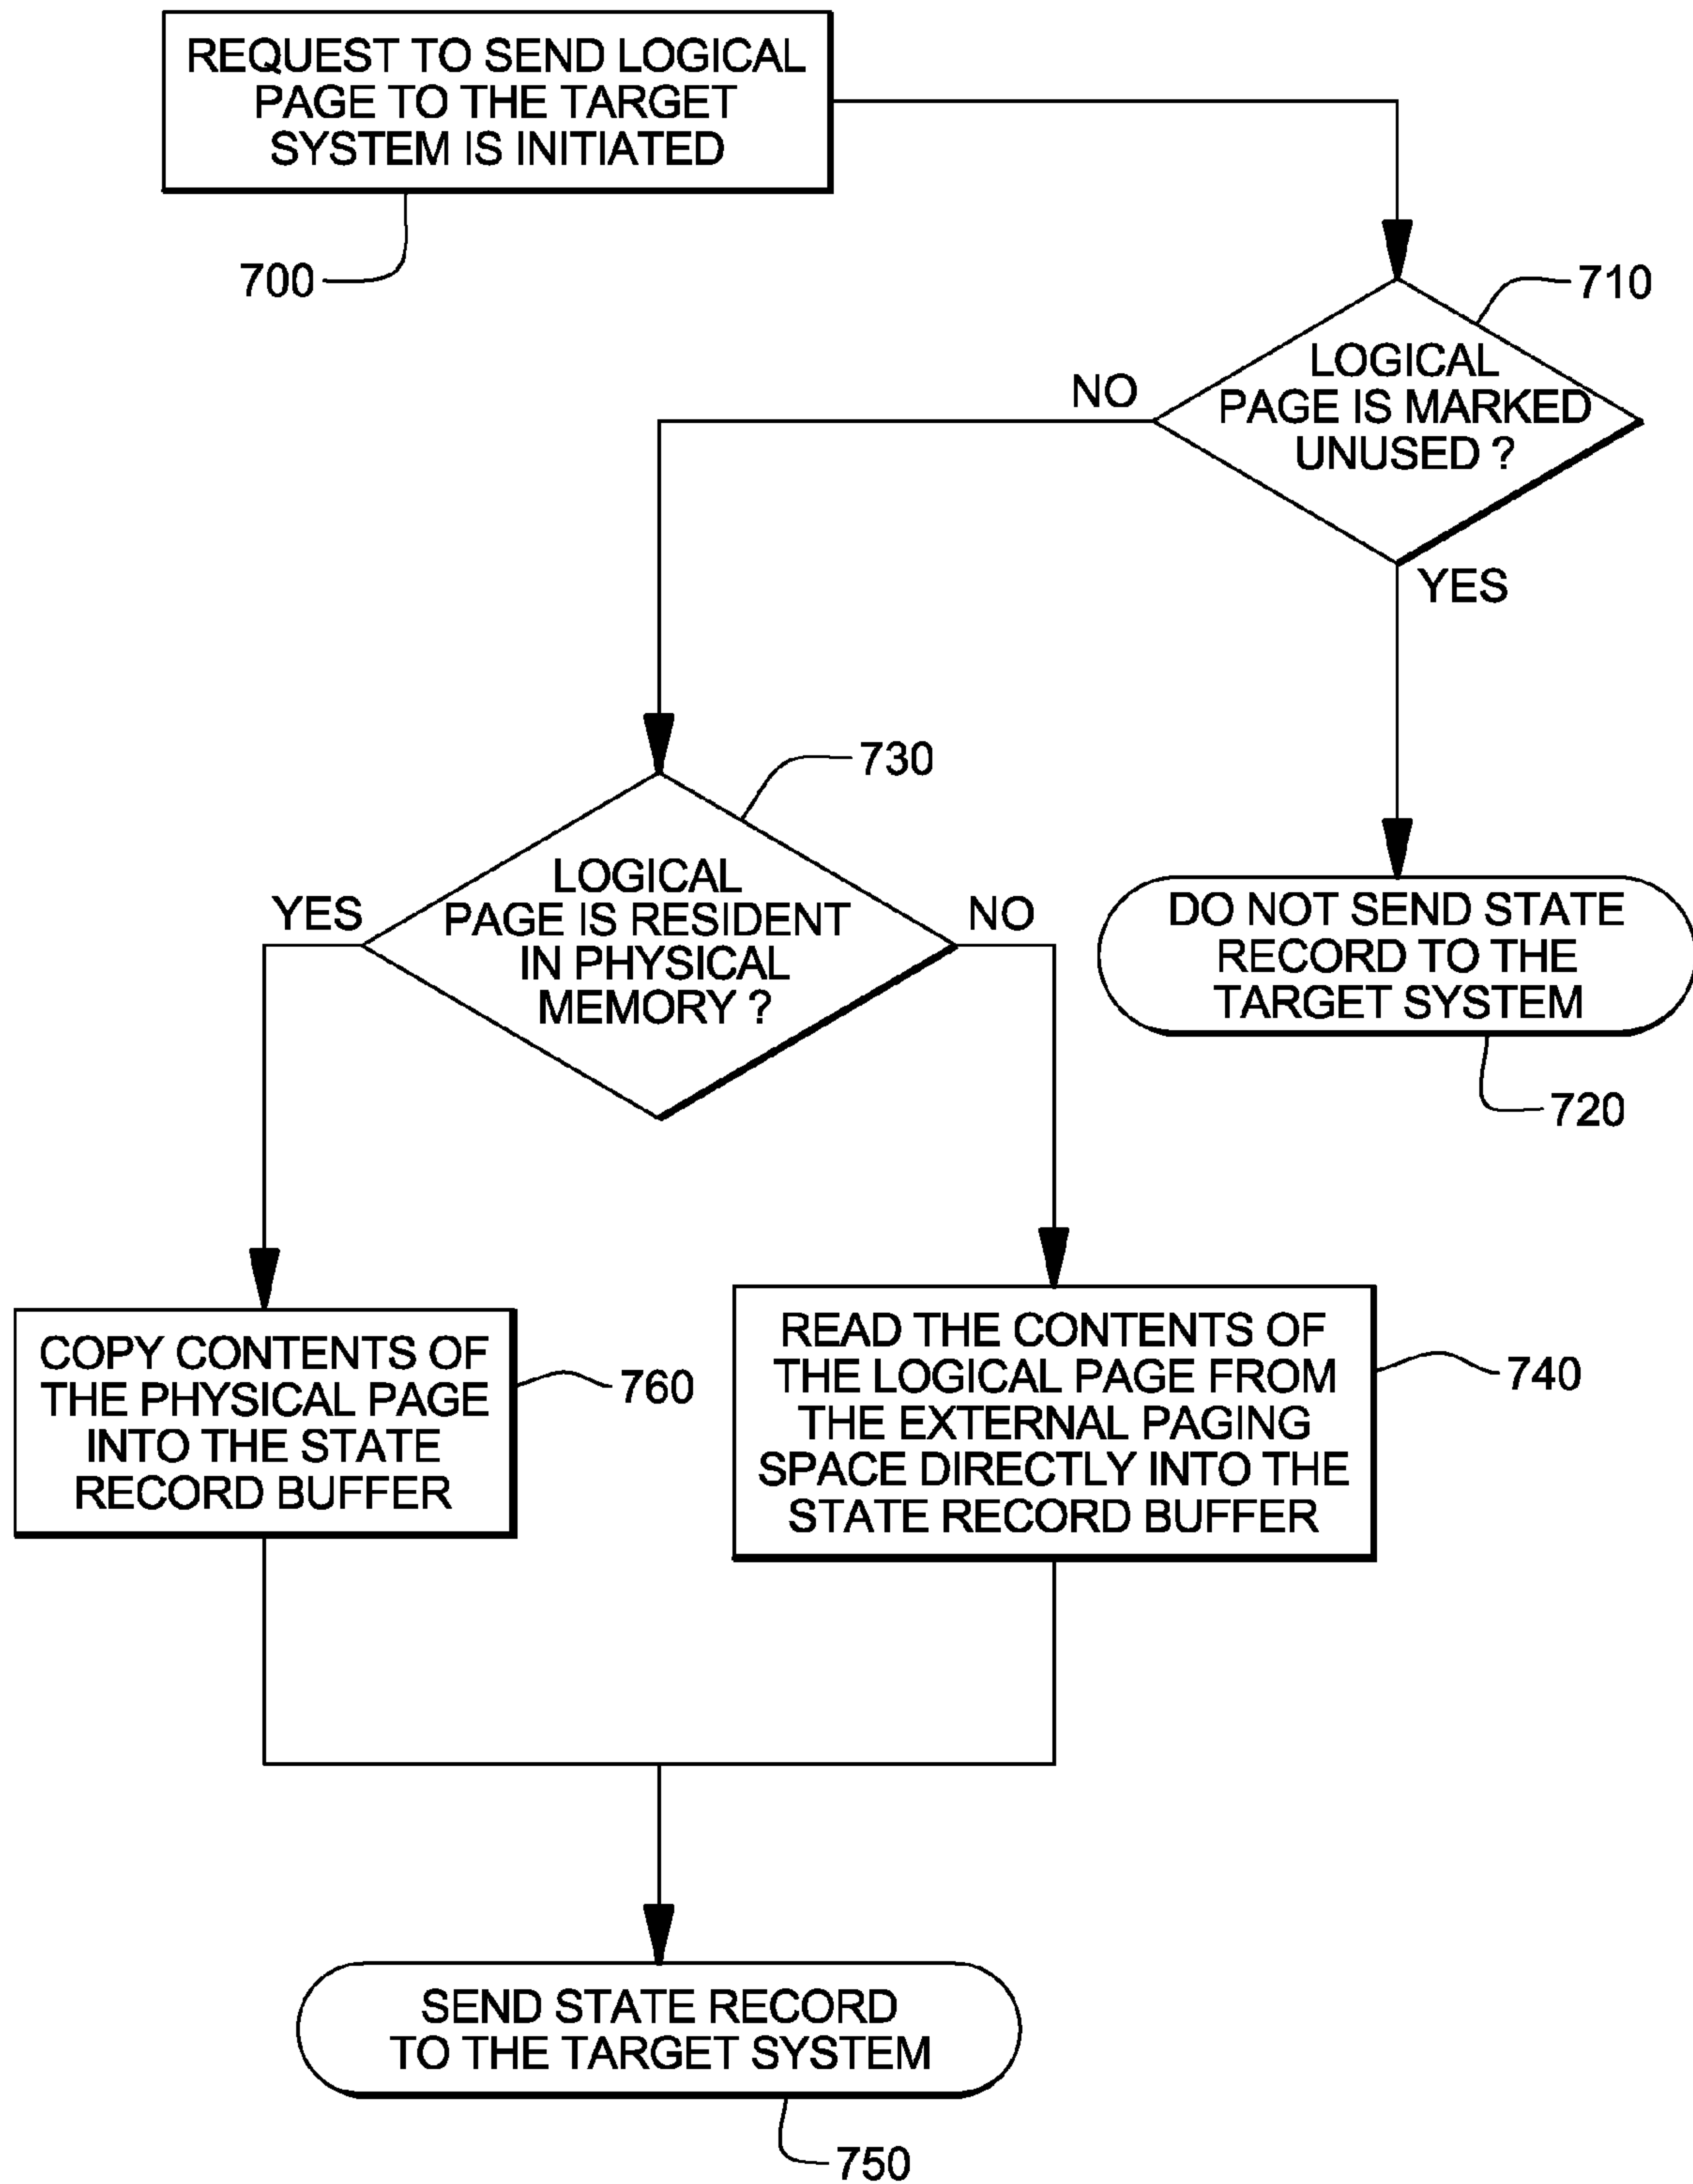 REQUEST TO SEND LOGICAL
PAGE TO THE TARGET
SYSTEM IS INITIATED
700
710
LOGICAL
PAGE IS MARKED
UNUSED ?
NO
YES
730
LOGICAL
PAGE IS RESIDENT
IN PHYSICAL
MEMORY ?
YES
NO
DO NOT SEND STATE
RECORD TO THE
TARGET SYSTEM
720
COPY CONTENTS OF
THE PHYSICAL PAGE
INTO THE STATE
RECORD BUFFER
760
READ THE CONTENTS OF
THE LOGICAL PAGE FROM
THE EXTERNAL PAGING
SPACE DIRECTLY INTO THE
STATE RECORD BUFFER
740
SEND STATE RECORD
TO THE TARGET SYSTEM
750